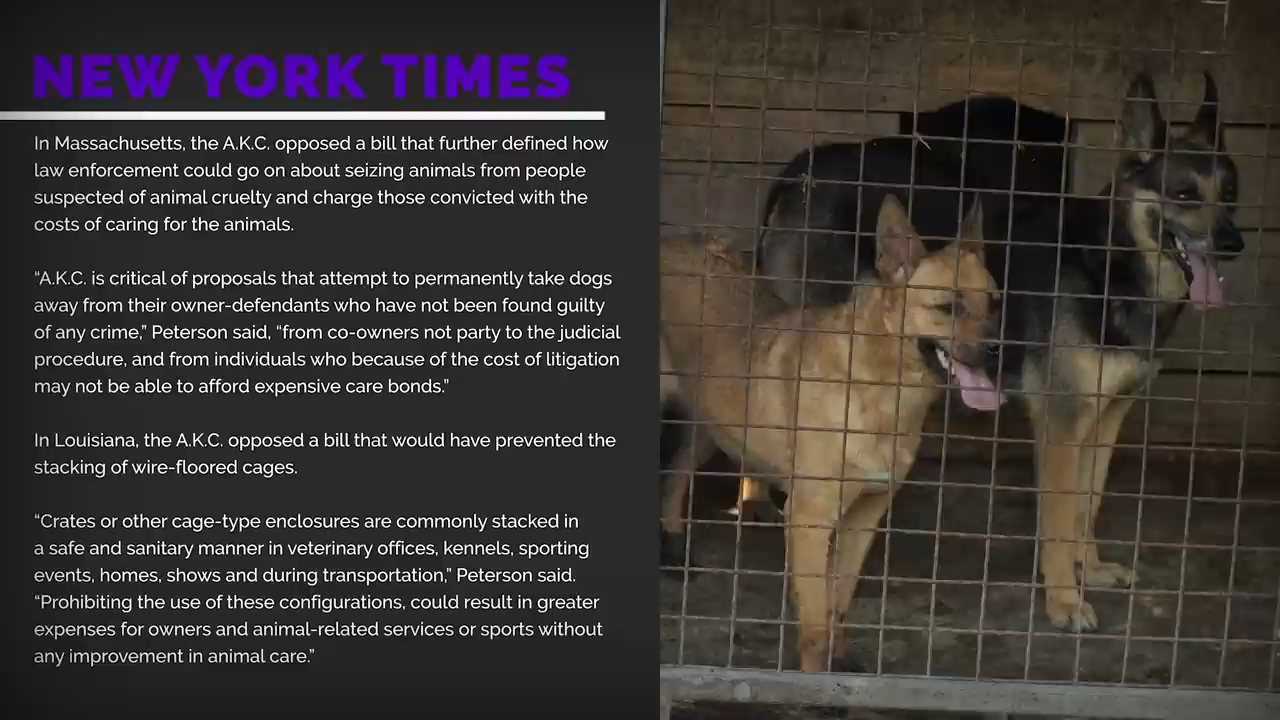 NEW YORK TIMES
In Massachusetts, the A.K.C. opposed a bill that further defined how
law enforcement could go on about seizing animals from people
suspected of animal cruelty and charge those convicted with the
costs of caring for the animals.
“A.K.C. is critical of proposals that attempt to permanently take dogs
away from their owner-defendants who have not been found guilty
of any crime,” Peterson said, “from co-owners not party to the judicial
procedure, and from individuals who because of the cost of litigation
may not be able to afford expensive care bonds.”
In Louisiana, the A.K.C. opposed a bill that would have prevented the
stacking of wire-floored cages.
“Crates or other cage-type enclosures are commonly stacked in
a safe and sanitary manner in veterinary offices, kennels, sporting
events, homes, shows and during transportation,” Peterson said.
“Prohibiting the use of these configurations, could result in greater
expenses for owners and animal-related services or sports without
any improvement in animal care.”